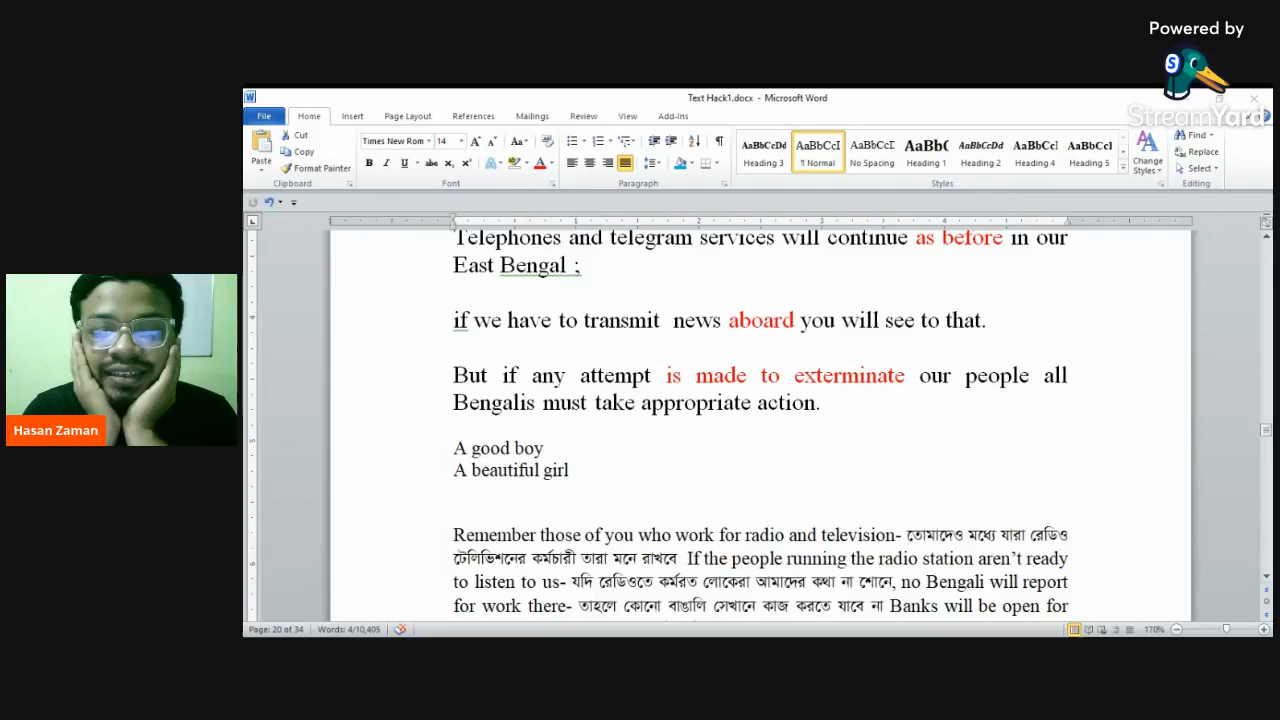 Powered by
StreamYard
Text Hack1.docx - Microsoft Word
File Home Insert Page Layout References Mailings Review View Add-Ins
Paste
Cut
Copy
Format Painter
Clipboard
Times New Rom 14
B I U abc x₂ x² A
Font
Paragraph
AaBbCcDd AaBbCcI AaBbCcI AaBbC AaBbCcDd AaBbCcI AaBbCcI
Heading 3 ¶ Normal No Spacing Heading 1 Heading 2 Heading 4 Heading 5
Change Styles
Styles
Find
Replace
Select
Editing
Telephones and telegram services will continue as before in our
East Bengal ;
if we have to transmit news aboard you will see to that.
But if any attempt is made to exterminate our people all
Bengalis must take appropriate action.
A good boy
A beautiful girl
Remember those of you who work for radio and television- তোমাদেও মধ্যে যারা রেডিও
টেলিভিশনের কর্মচারী তারা মনে রাখবে If the people running the radio station aren’t ready
to listen to us- যদি রেডিওতে কর্মরত লোকেরা আমাদের কথা না শোনে, no Bengali will report
for work there- তাহলে কোনো বাঙালি সেখানে কাজ করতে যাবে না Banks will be open for
Page: 20 of 34 Words: 4/10,405 170%
Hasan Zaman